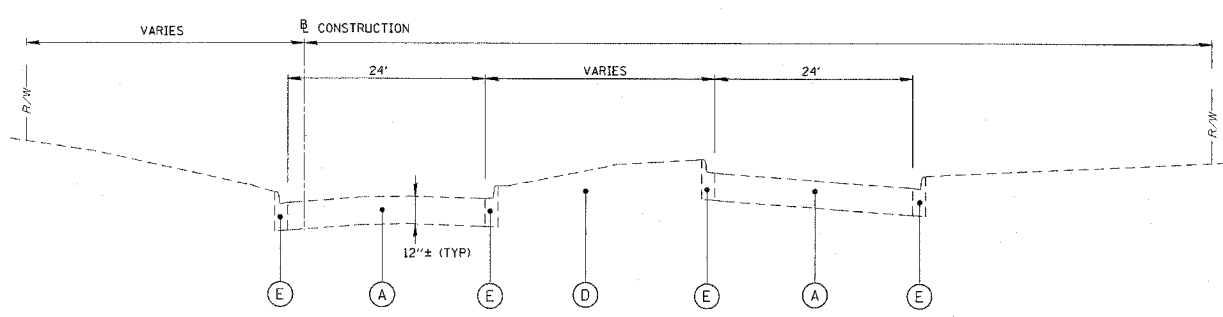 VARIES
℄ CONSTRUCTION
24'
VARIES
24'
R/W
R/W
12"± (TYP)
E
A
E
D
E
A
E